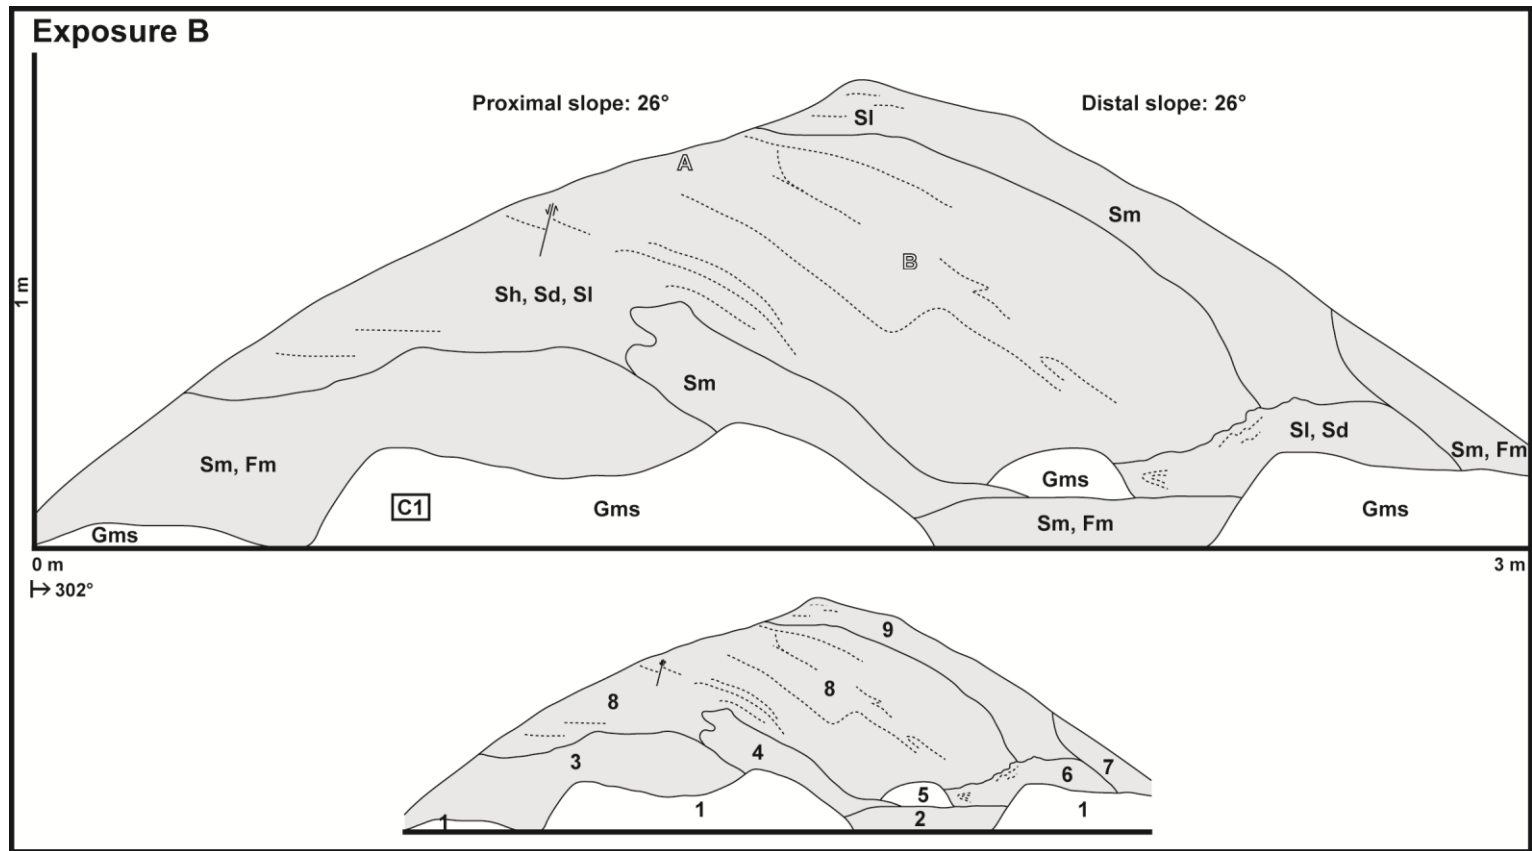 Exposure B
Proximal slope: 26°
Distal slope: 26°
Sl
A
Sm
B
Sh, Sd, Sl
1 m
Sm
Sl, Sd
Sm, Fm
Sm, Fm
Gms
C1
Gms
Gms
Sm, Fm
Gms
0 m
3 m
302°
9
8
8
3
4
7
6
5
1
1
2
1